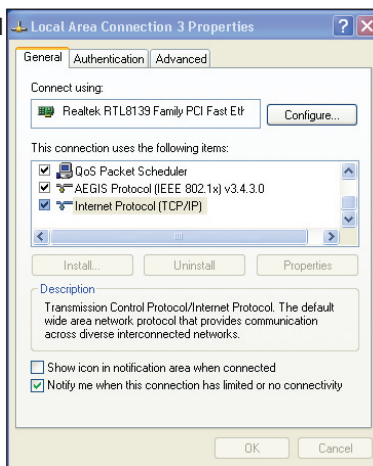 Local Area Connection 3 Properties
General Authentication Advanced
Connect using:
Realtek RTL8139 Family PCI Fast Eth
Configure...
This connection uses the following items:
QoS Packet Scheduler
AEGIS Protocol (IEEE 802.1x) v3.4.3.0
Internet Protocol (TCP/IP)
Install... Uninstall Properties
Description
Transmission Control Protocol/Internet Protocol. The default
wide area network protocol that provides communication
across diverse interconnected networks.
Show icon in notification area when connected
Notify me when this connection has limited or no connectivity
OK Cancel